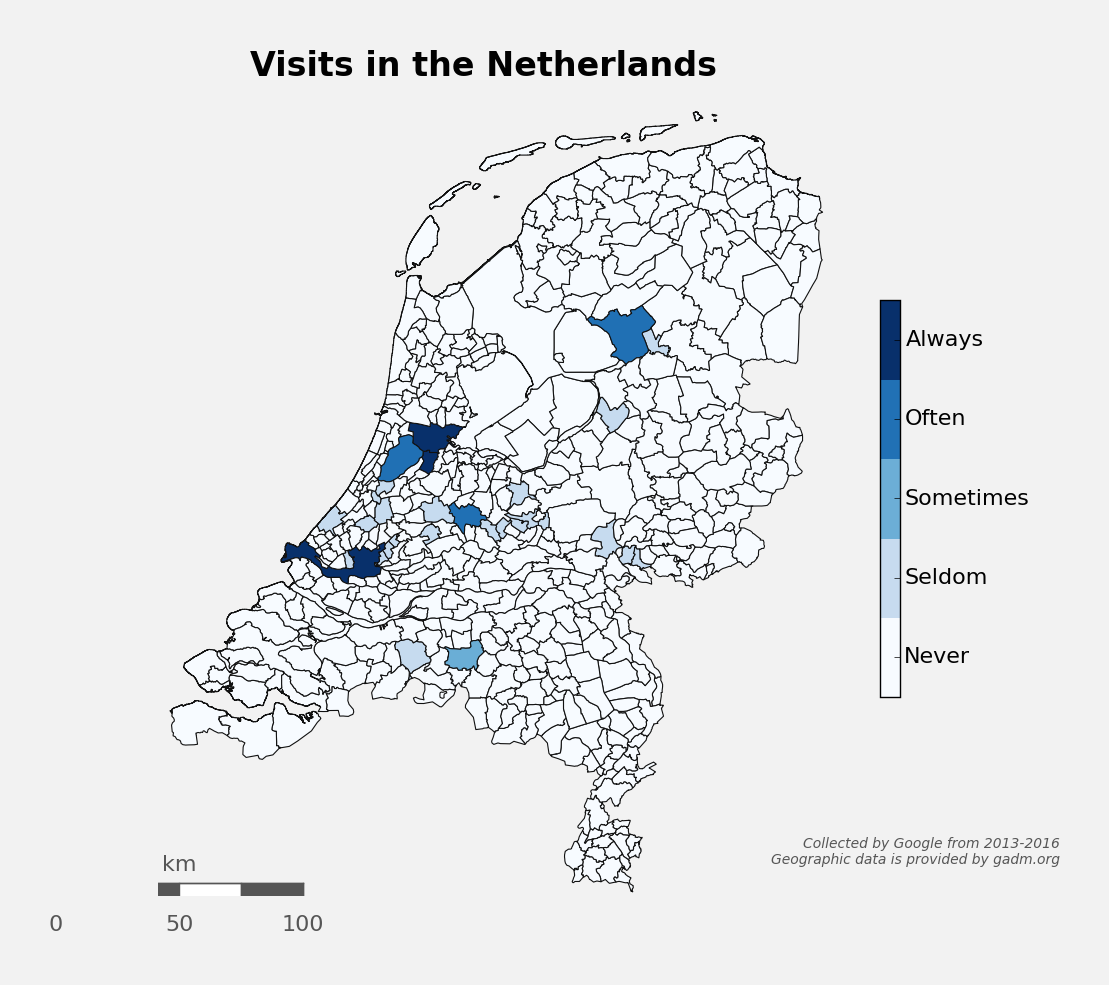 Visits in the Netherlands
Always
Often
Sometimes
Seldom
Never
Collected by Google from 2013-2016
Geographic data is provided by gadm.org
km
0 50 100